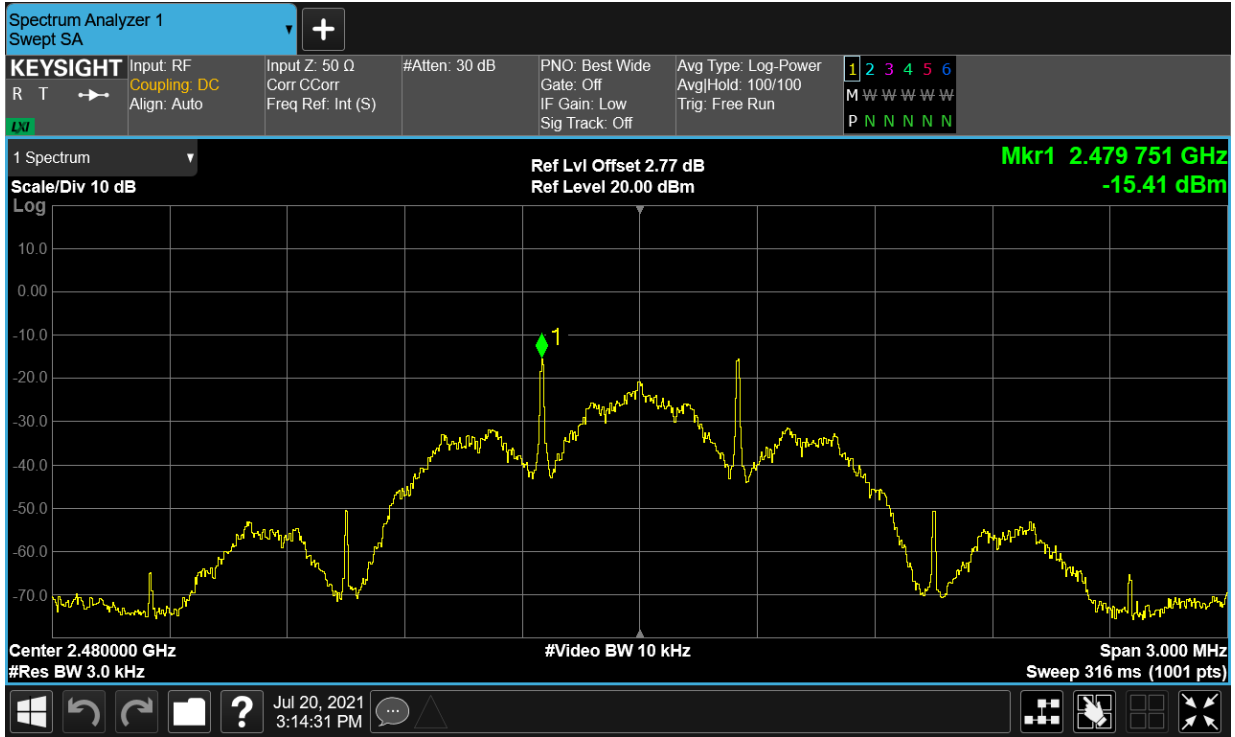 Spectrum Analyzer 1
Swept SA
+
KEYSIGHT
R T
LXI
Input: RF
Coupling: DC
Align: Auto
Input Z: 50 Ω
Corr CCorr
Freq Ref: Int (S)
#Atten: 30 dB
PNO: Best Wide
Gate: Off
IF Gain: Low
Sig Track: Off
Avg Type: Log-Power
Avg|Hold: 100/100
Trig: Free Run
1 2 3 4 5 6
M W W W W W
P N N N N N N
1 Spectrum
Scale/Div 10 dB
Log
Ref Lvl Offset 2.77 dB
Ref Level 20.00 dBm
Mkr1 2.479 751 GHz
-15.41 dBm
10.0
0.00
-10.0
-20.0
-30.0
-40.0
-50.0
-60.0
-70.0
1
Center 2.480000 GHz
#Res BW 3.0 kHz
#Video BW 10 kHz
Span 3.000 MHz
Sweep 316 ms (1001 pts)
?
Jul 20, 2021
3:14:31 PM